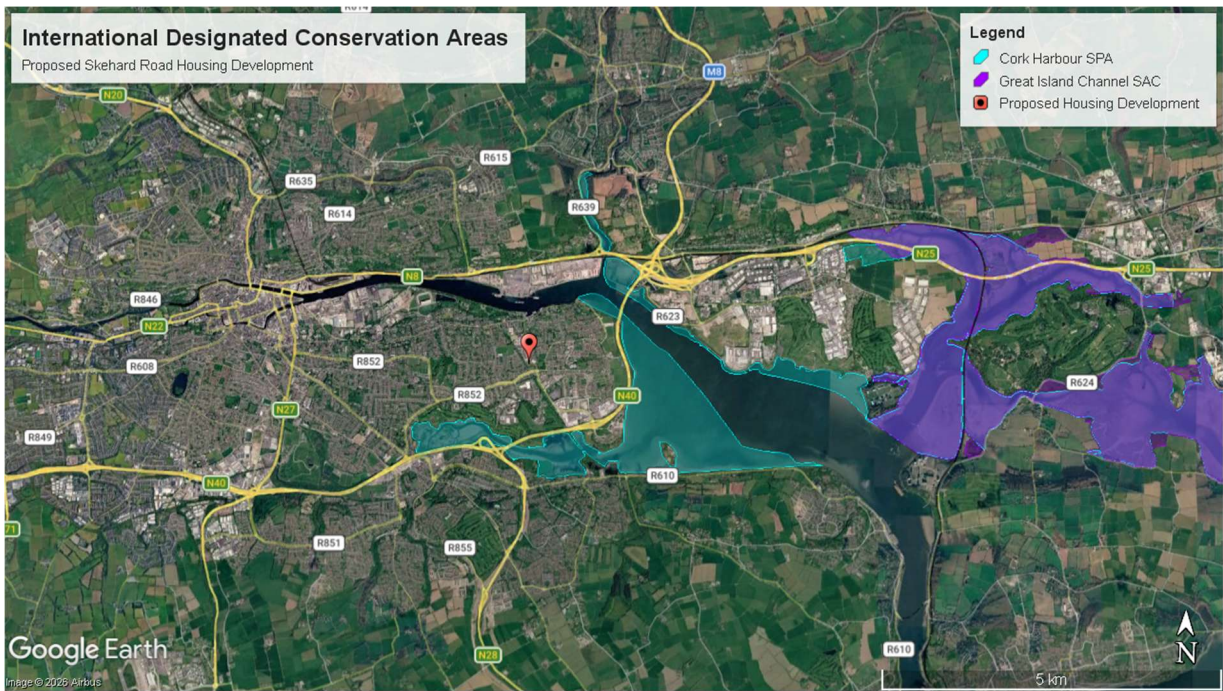 R614
International Designated Conservation Areas
Proposed Skehard Road Housing Development
Legend
Cork Harbour SPA
Great Island Channel SAC
Proposed Housing Development
M8
N20
R615
R635
R614
R639
N25
N25
N8
R846
R623
N22
R852
R608
R624
R852
N40
N27
R849
R610
N40
71
R851
R855
R610
N28
Google Earth
N
Image © 2026 Airbus
5 km